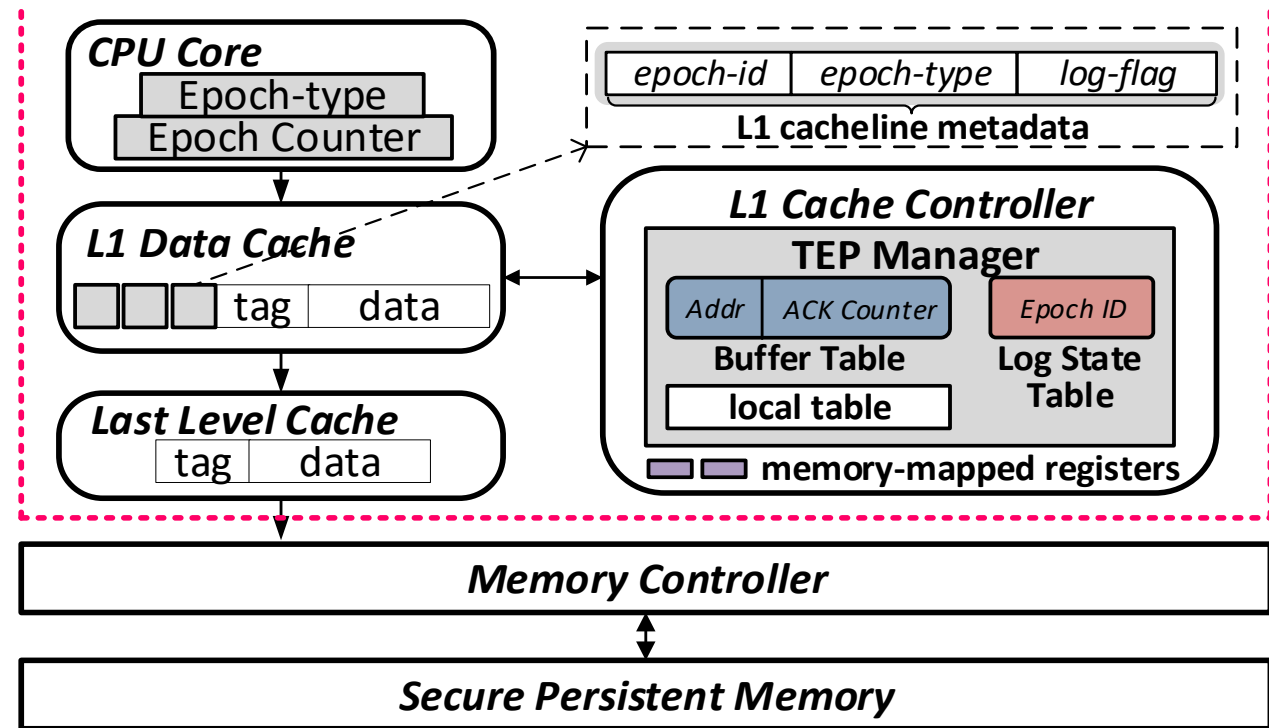 CPU Core
Epoch-type
Epoch Counter
epoch-id epoch-type log-flag
L1 cacheline metadata
L1 Data Cache
tag data
Last Level Cache
tag data
L1 Cache Controller
TEP Manager
Addr ACK Counter Epoch ID
Buffer Table Log State
Table
local table
memory-mapped registers
Memory Controller
Secure Persistent Memory